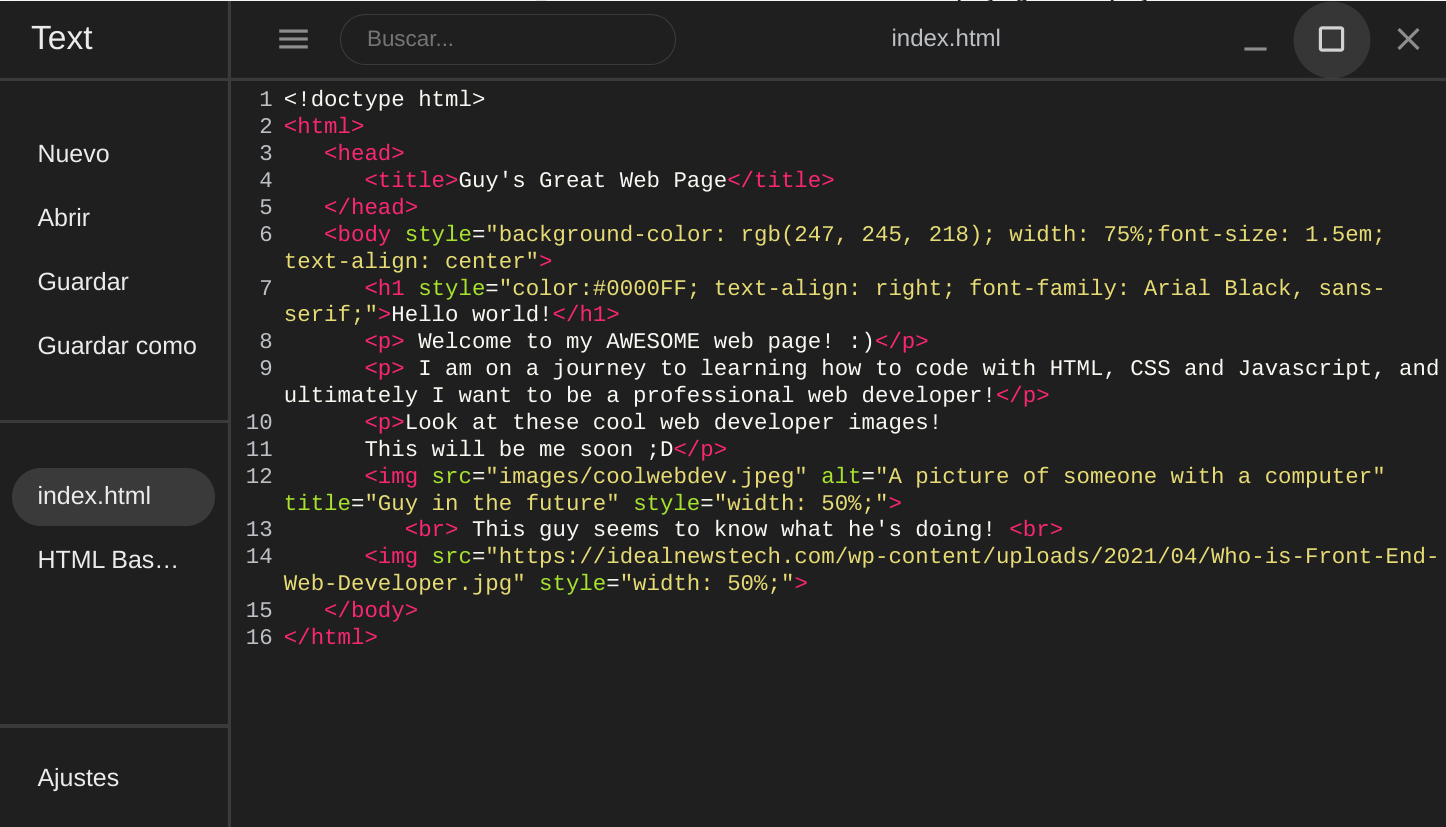 Text
Buscar...
index.html
Nuevo
Abrir
Guardar
Guardar como
index.html
HTML Bas…
Ajustes
1 <!doctype html>
2 <html>
3    <head>
4       <title>Guy's Great Web Page</title>
5    </head>
6    <body style="background-color: rgb(247, 245, 218); width: 75%;font-size: 1.5em;
text-align: center">
7       <h1 style="color:#0000FF; text-align: right; font-family: Arial Black, sans-
serif;">Hello world!</h1>
8       <p> Welcome to my AWESOME web page! :)</p>
9       <p> I am on a journey to learning how to code with HTML, CSS and Javascript, and
ultimately I want to be a professional web developer!</p>
10       <p>Look at these cool web developer images!
11       This will be me soon ;D</p>
12       <img src="images/coolwebdev.jpeg" alt="A picture of someone with a computer"
title="Guy in the future" style="width: 50%;">
13          <br> This guy seems to know what he's doing! <br>
14       <img src="https://idealnewstech.com/wp-content/uploads/2021/04/Who-is-Front-End-
Web-Developer.jpg" style="width: 50%;">
15    </body>
16 </html>